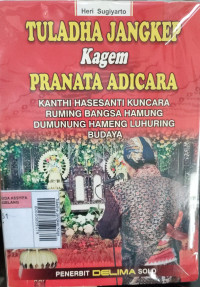 Heri Sugiyarto
TULADHA JANGKEP
Kagem
PRANATA ADICARA
KANTHI HASESANTI KUNCARA
RUMING BANGSA HAMUNG
DUMUNUNG HAMENG LUHURING
BUDAYA
PENERBIT DELIMA SOLO